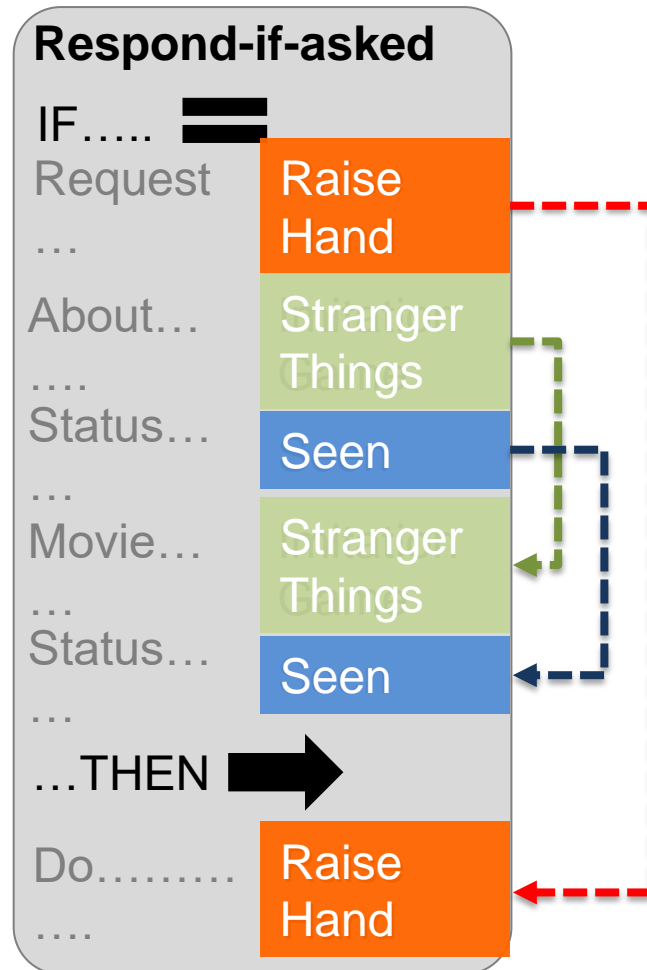 Respond-if-asked
IF…..
Request Raise
… Hand
About… Stranger
…. Things
Status… Seen
…
Movie… Stranger
… Things
Status… Seen
…
…THEN
Do……… Raise
…. Hand